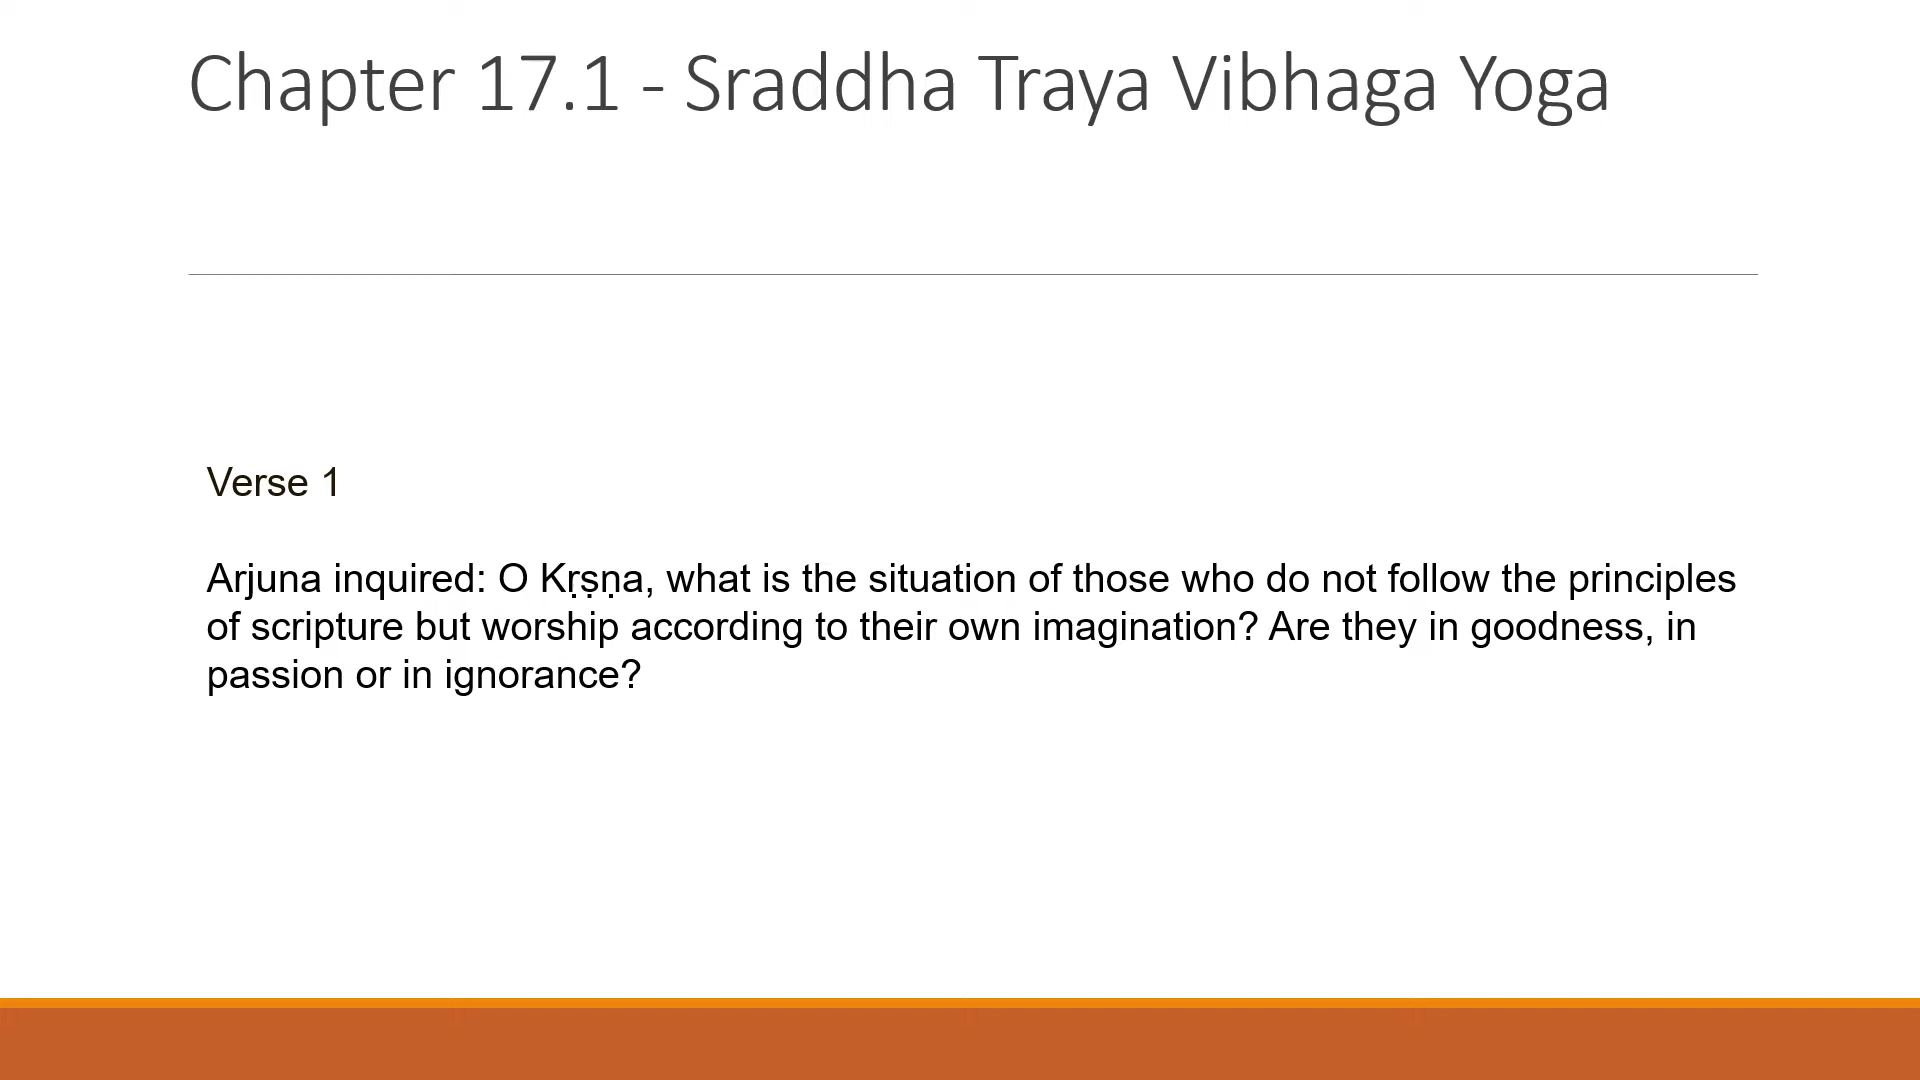 Chapter 17.1 - Sraddha Traya Vibhaga Yoga
Verse 1
Arjuna inquired: O Kṛṣṇa, what is the situation of those who do not follow the principles
of scripture but worship according to their own imagination? Are they in goodness, in
passion or in ignorance?